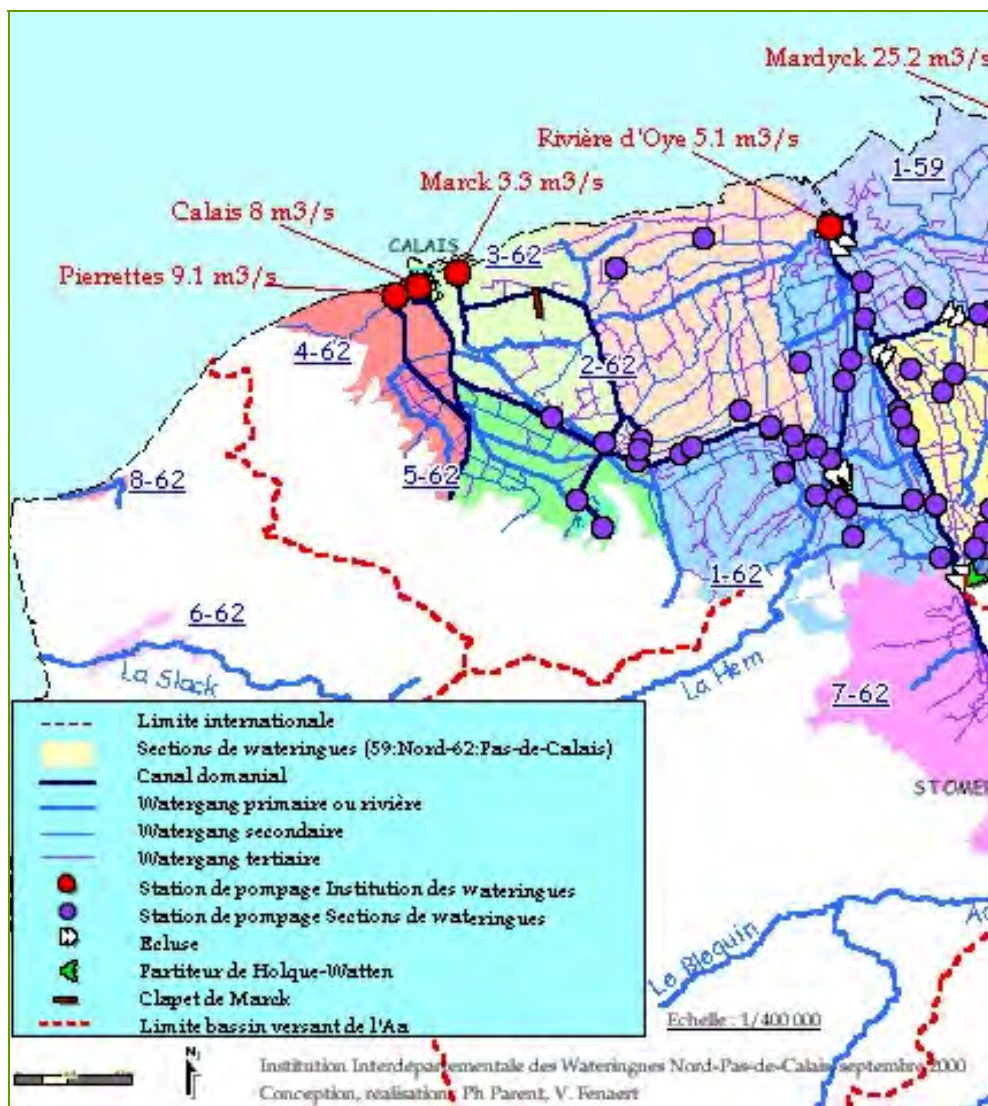 Mardyck 25.2 m3/s
Rivière d'Oye 5.1 m3/s
1-59
Marck 3.3 m3/s
Calais 8 m3/s
CALAIS
3-62
Pierrettes 9.1 m3/s
4-62
2-62
5-62
8-62
1-62
6-62
La Slack
La Hem
7-62
Limite internationale
Sections de wateringues (59:Nord-62:Pas-de-Calais)
Canal domanial
Watergang primaire ou rivière
Watergang secondaire
Watergang tertiaire
Station de pompage Institution des wateringues
Station de pompage Sections de wateringues
Ecluse
Partiteur de Holque-Watten
Clapet de Marck
Limite bassin versant de l'Aa
STOMER
Le Bleguin
Echelle : 1/400 000
N
Institution Interdépartementale des Wateringues Nord-Pas-de-Calais septembre 2000
Conception, réalisation: Ph Parent, V. Fenaert